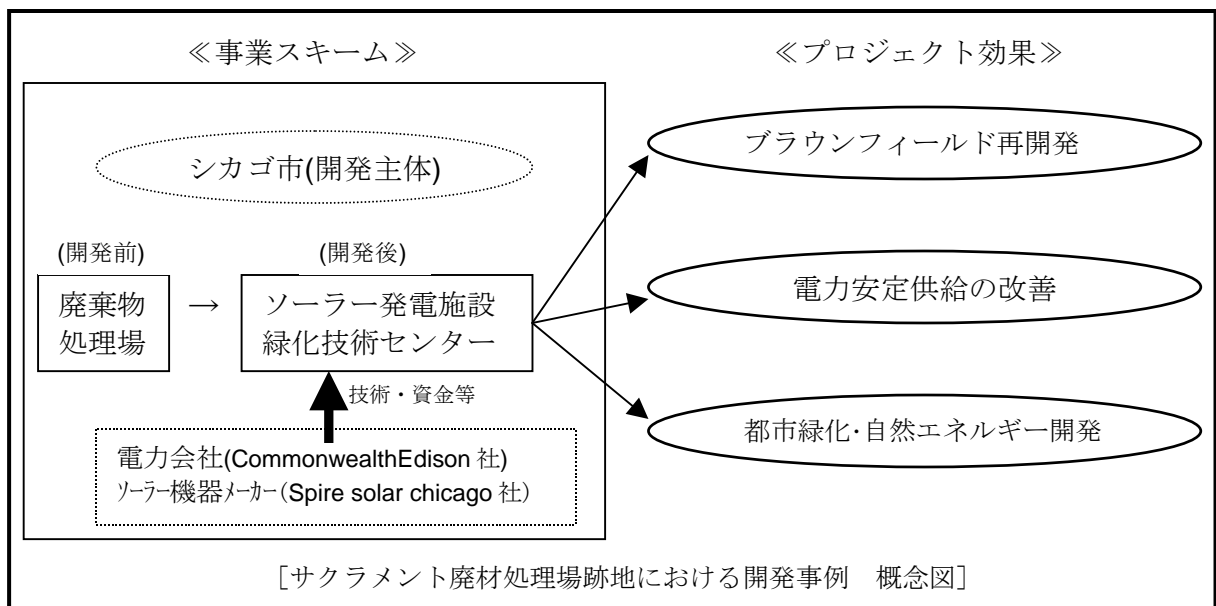 ≪事業スキーム≫
≪プロジェクト効果≫
シカゴ市(開発主体)
(開発前)
(開発後)
廃棄物
処理場
→
ソーラー発電施設
緑化技術センター
技術・資金等
電力会社(CommonwealthEdison 社)
ｿｰﾗｰ機器ﾒｰｶｰ(Spire solar chicago 社)
ブラウンフィールド再開発
電力安定供給の改善
都市緑化･自然エネルギー開発
［サクラメント廃材処理場跡地における開発事例　概念図］